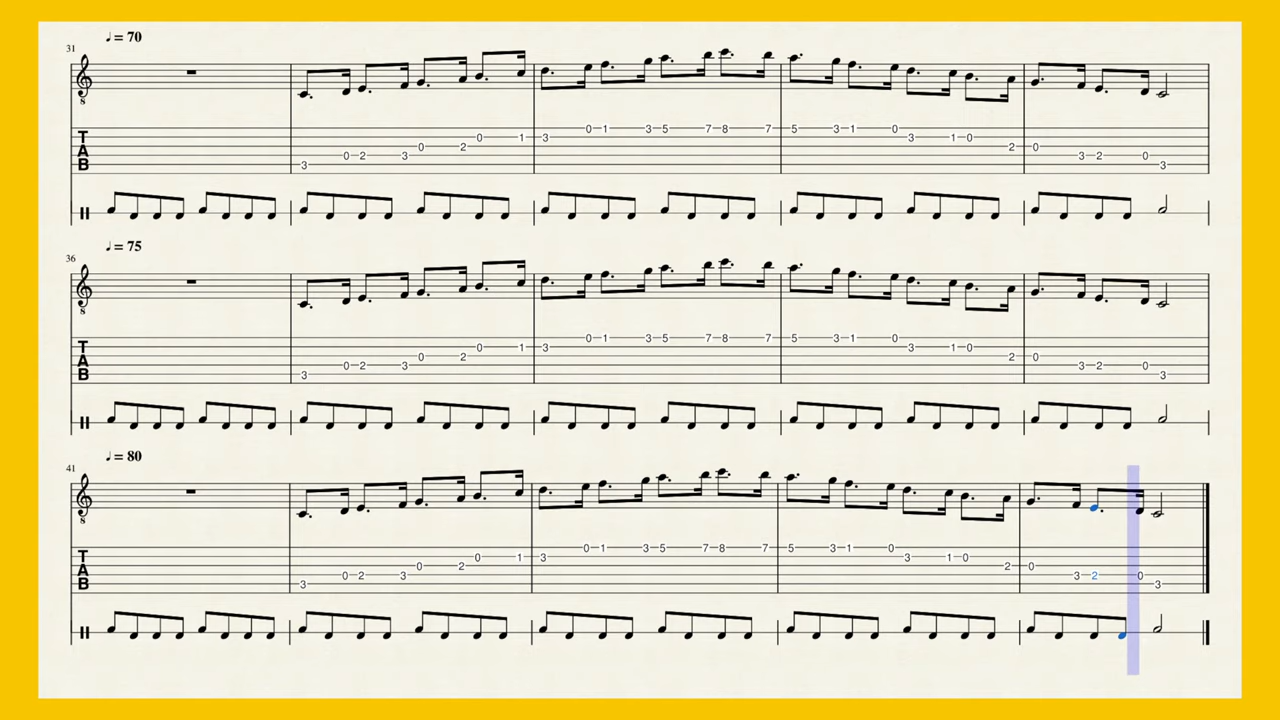 ♩ = 70
31
8
0 1 3 5 7 8 7 5 3 1 0
T 0 1 3 3 1 0
A 0 2 2 0
B 0 2 3 3 2 0
3 3
♩ = 75
36
8
0 1 3 5 7 8 7 5 3 1 0
T 0 1 3 3 1 0
A 0 2 2 0
B 0 2 3 3 2 0
3 3
♩ = 80
41
8
0 1 3 5 7 8 7 5 3 1 0
T 0 1 3 3 1 0
A 0 2 2 0
B 0 2 3 3 2 0
3 3